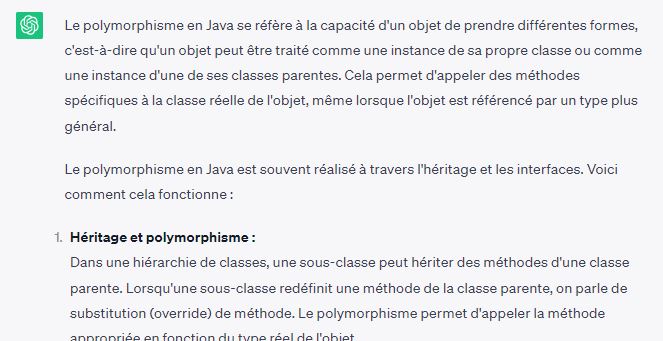 Le polymorphisme en Java se réfère à la capacité d'un objet de prendre différentes formes,
c'est-à-dire qu'un objet peut être traité comme une instance de sa propre classe ou comme
une instance d'une de ses classes parentes. Cela permet d'appeler des méthodes
spécifiques à la classe réelle de l'objet, même lorsque l'objet est référencé par un type plus
général.
Le polymorphisme en Java est souvent réalisé à travers l'héritage et les interfaces. Voici
comment cela fonctionne :
1. Héritage et polymorphisme :
Dans une hiérarchie de classes, une sous-classe peut hériter des méthodes d'une classe
parente. Lorsqu'une sous-classe redéfinit une méthode de la classe parente, on parle de
substitution (override) de méthode. Le polymorphisme permet d'appeler la méthode
appropriée en fonction du type réel de l'objet